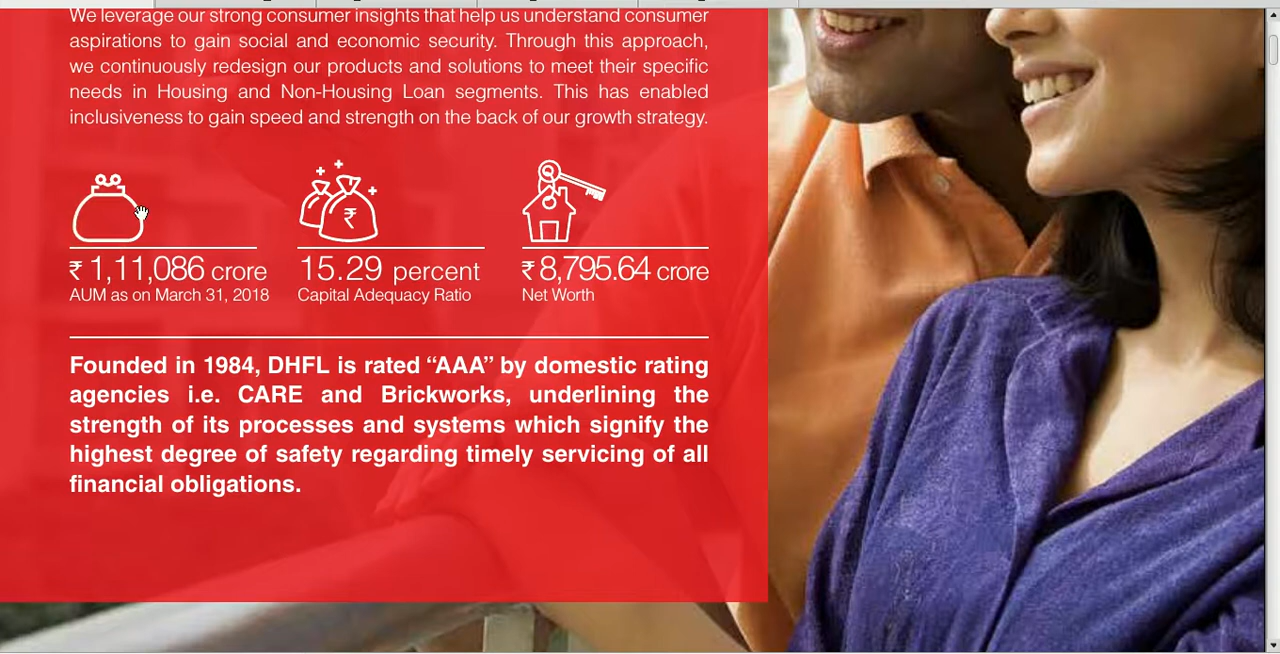 We leverage our strong consumer insights that help us understand consumer
aspirations to gain social and economic security. Through this approach,
we continuously redesign our products and solutions to meet their specific
needs in Housing and Non-Housing Loan segments. This has enabled
inclusiveness to gain speed and strength on the back of our growth strategy.
₹
₹ 1,11,086 crore
AUM as on March 31, 2018
15.29 percent
Capital Adequacy Ratio
₹ 8,795.64 crore
Net Worth
Founded in 1984, DHFL is rated “AAA” by domestic rating
agencies i.e. CARE and Brickworks, underlining the
strength of its processes and systems which signify the
highest degree of safety regarding timely servicing of all
financial obligations.